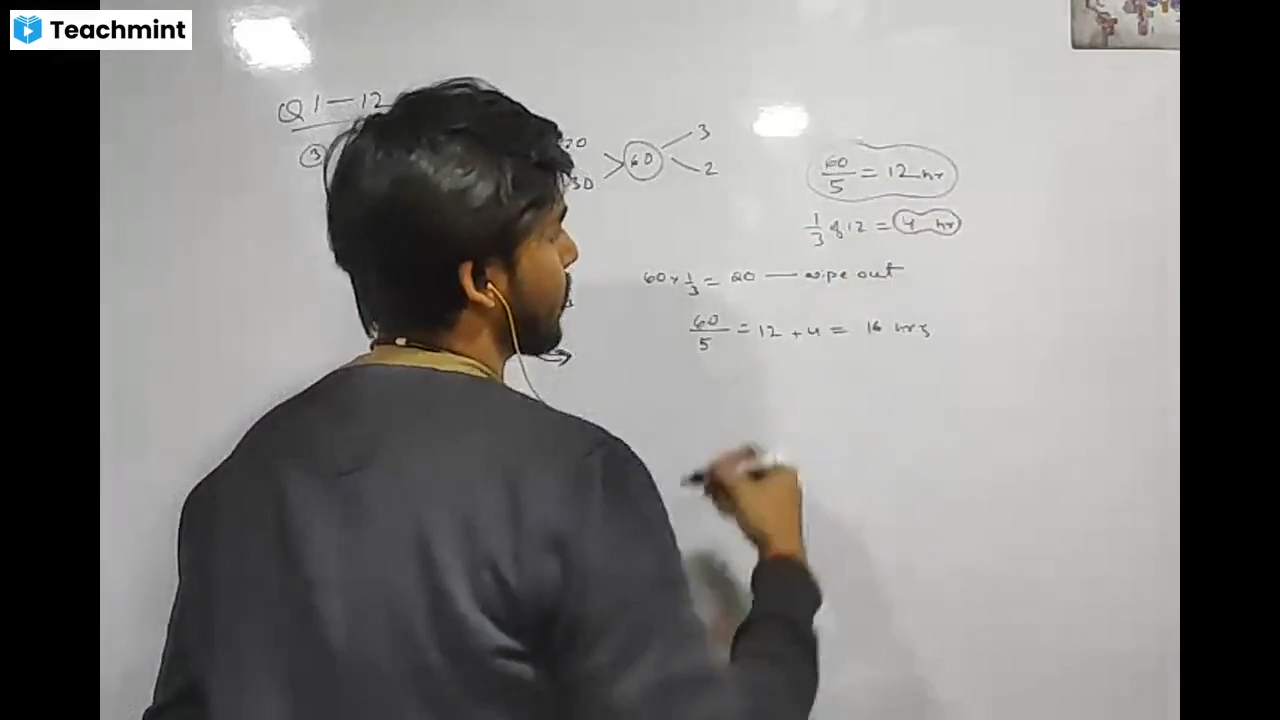 Teachmint
Q1-12
3
20
30
60
3
2
60/5 = 12 hr
1/3 of 12 = 4 hr
60 × 1/3 = 20 — wipe out
60/5 = 12 + 4 = 16 hrs